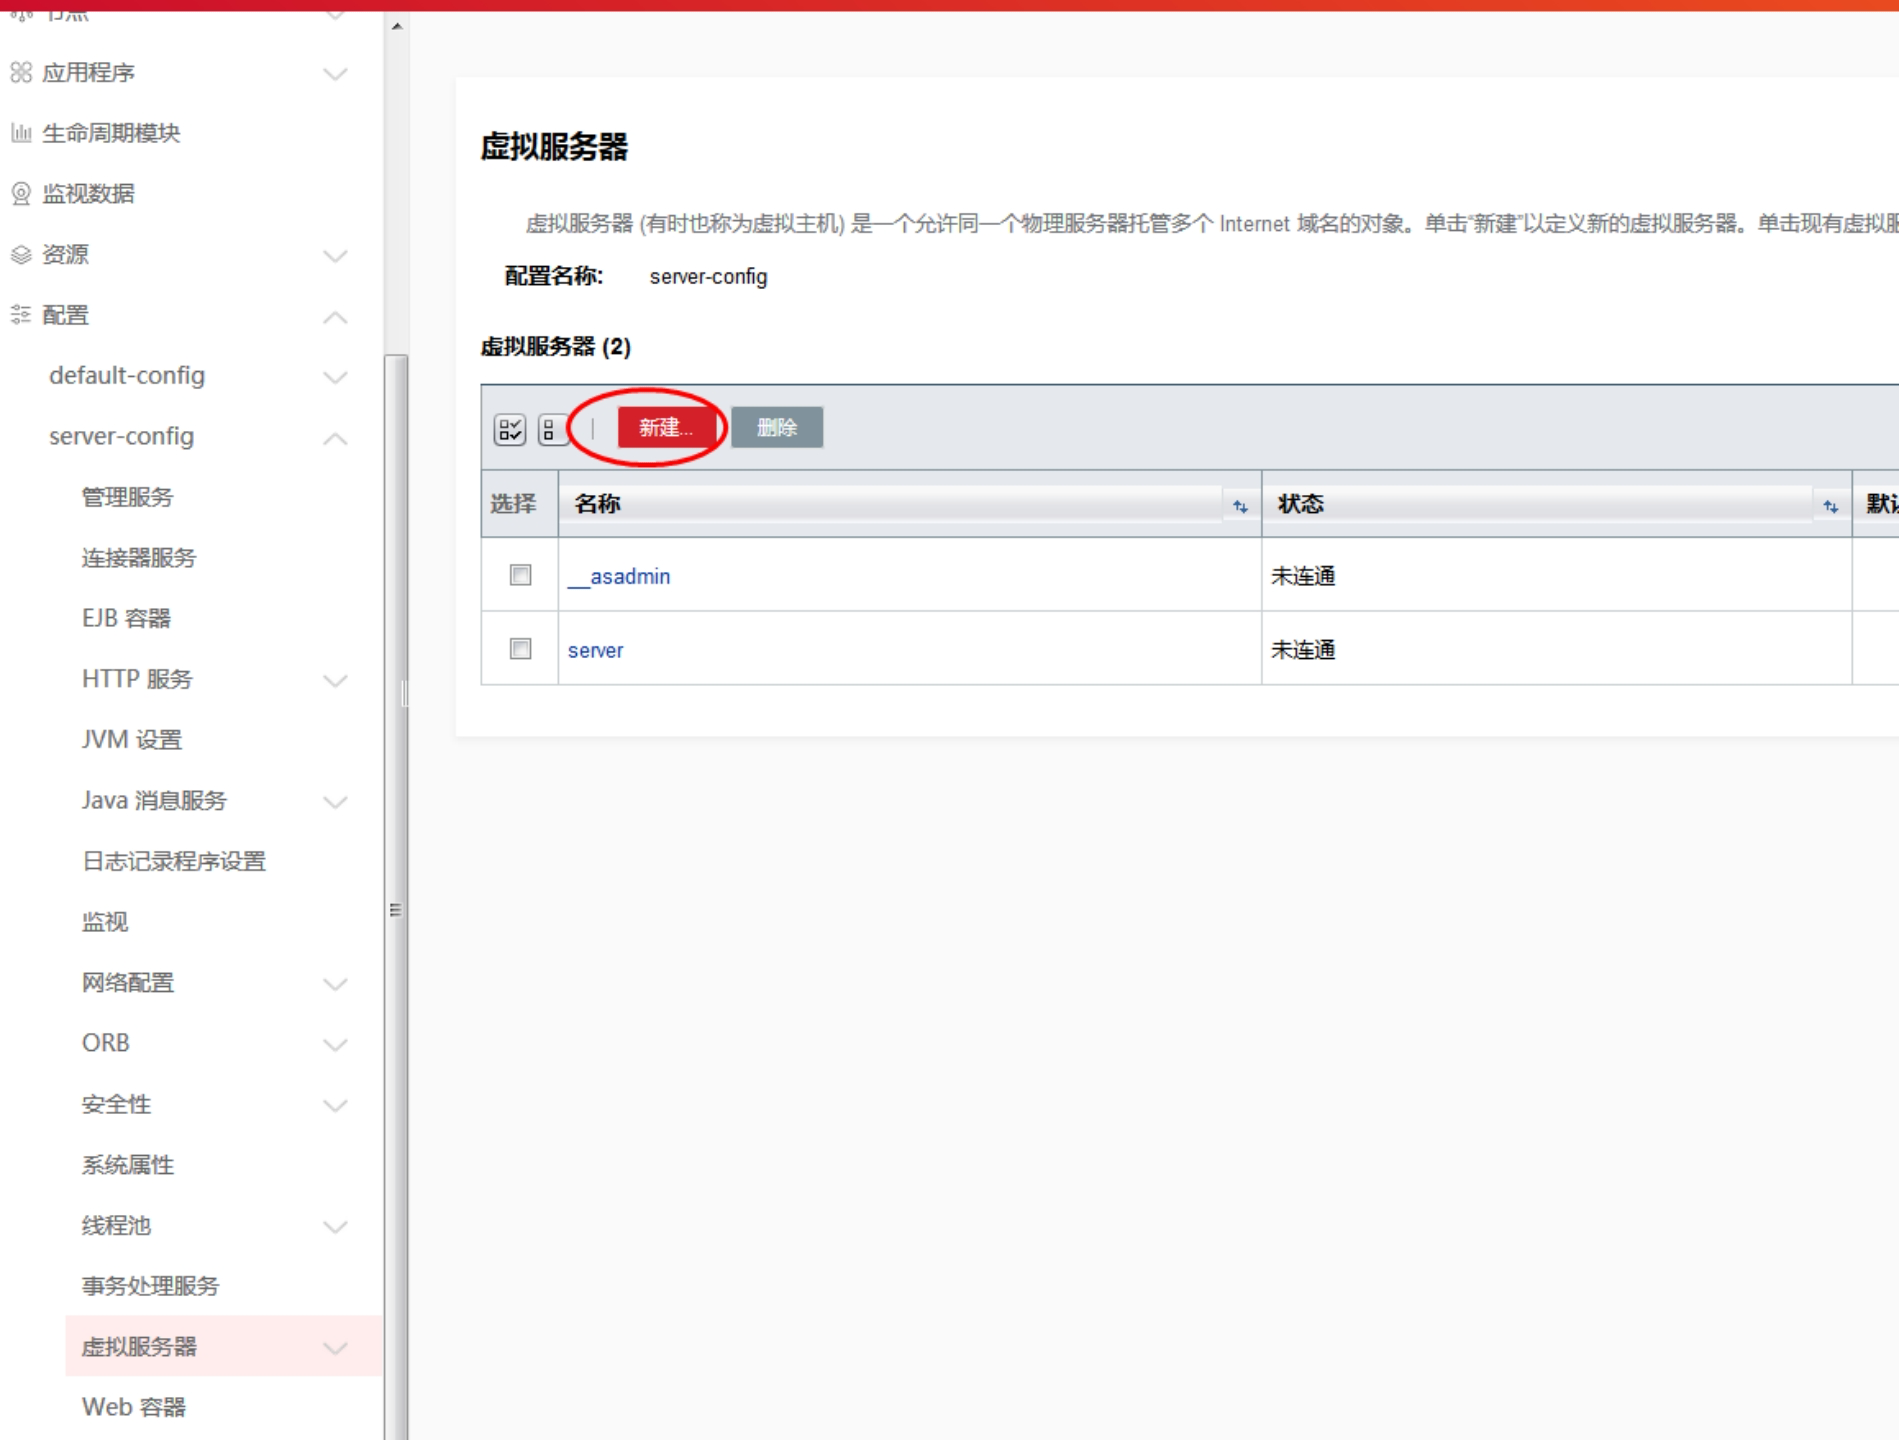 应用程序
生命周期模块
监视数据
资源
配置
default-config
server-config
管理服务
连接器服务
EJB 容器
HTTP 服务
JVM 设置
Java 消息服务
日志记录程序设置
监视
网络配置
ORB
安全性
系统属性
线程池
事务处理服务
虚拟服务器
Web 容器
虚拟服务器
虚拟服务器 (有时也称为虚拟主机) 是一个允许同一个物理服务器托管多个 Internet 域名的对象。单击“新建”以定义新的虚拟服务器。单击现有虚拟
配置名称: server-config
虚拟服务器 (2)
新建... 删除
选择 名称 状态
__asadmin 未连通
server 未连通